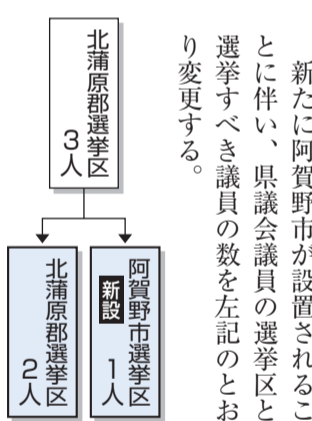 新たに阿賀野市が設置されるこ
とに伴い、県議会議員の選挙区と
選挙すべき議員の数を左記のとお
り変更する。
北蒲原郡選挙区
3人
阿賀野市選挙区
新設 1人
北蒲原郡選挙区
2人